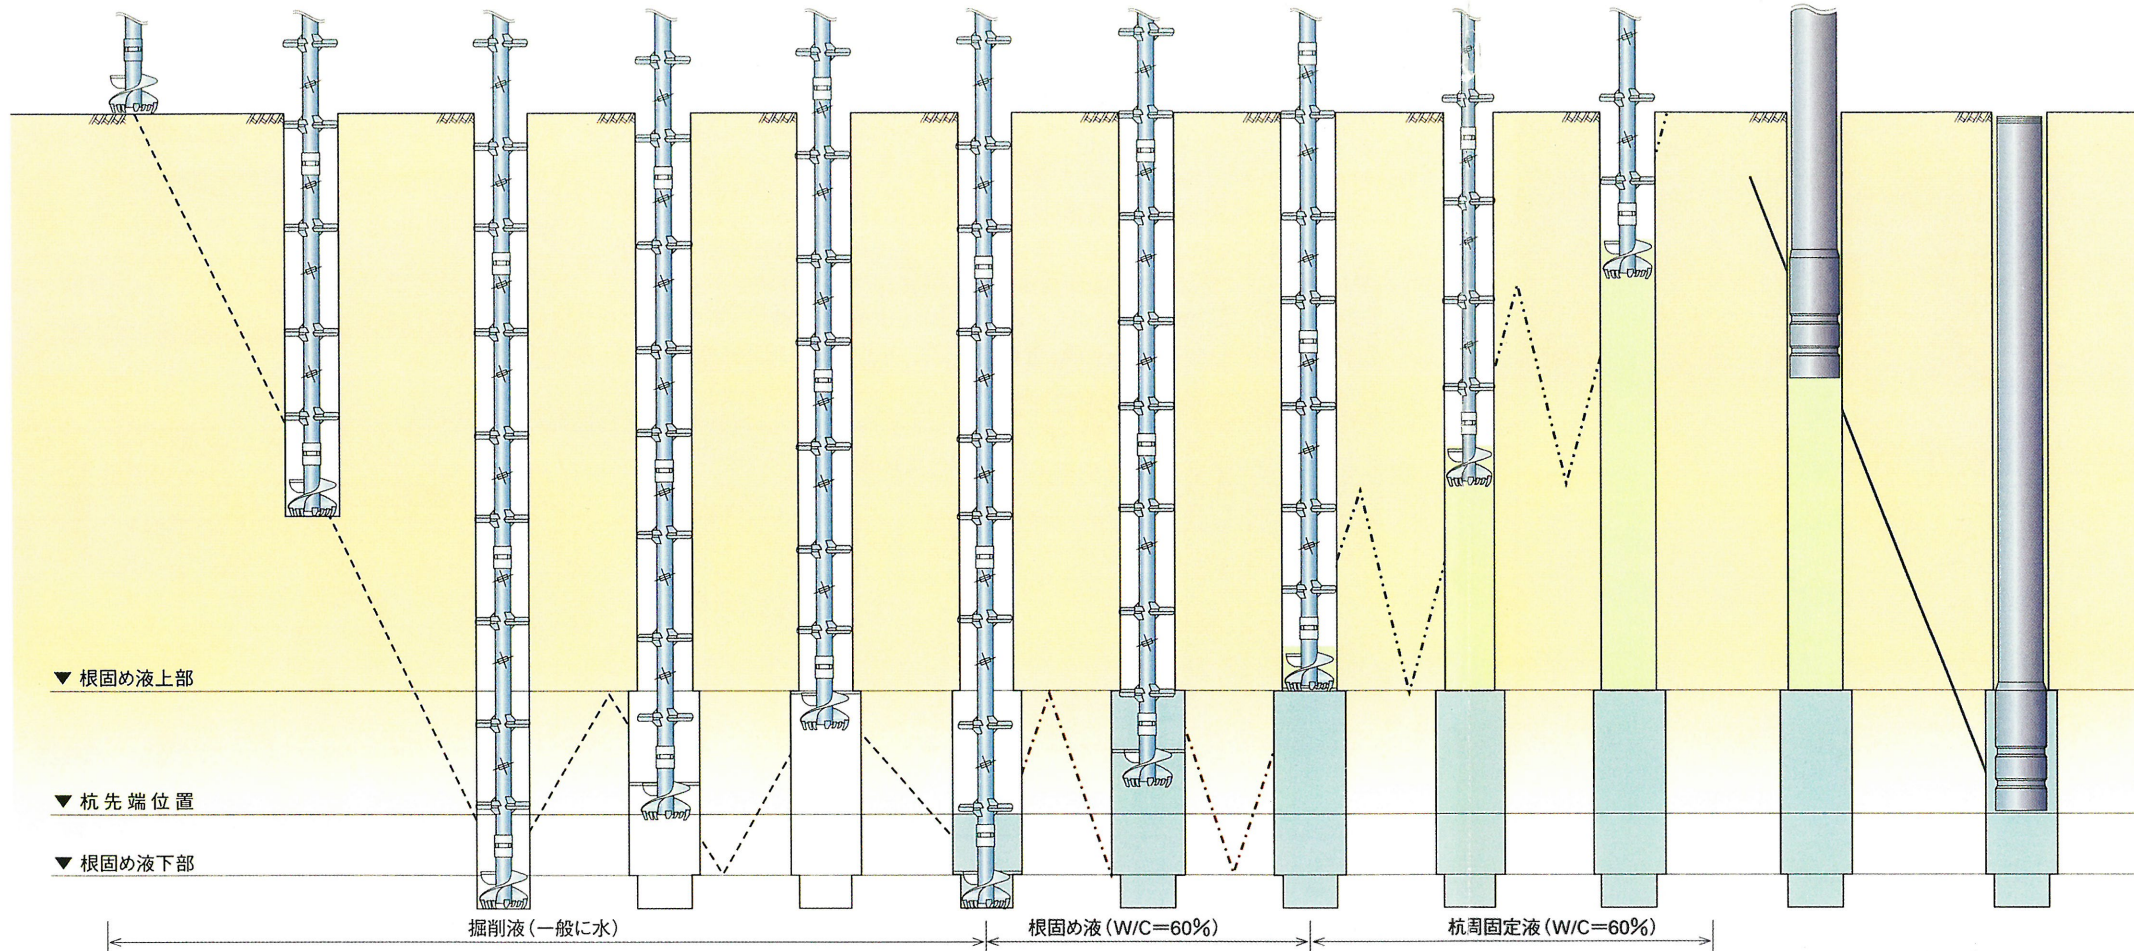 ▼ 根固め液上部
▼ 杭先端位置
▼ 根固め液下部
掘削液(一般に水)
根固め液(W/C=60%)
杭周固定液(W/C=60%)